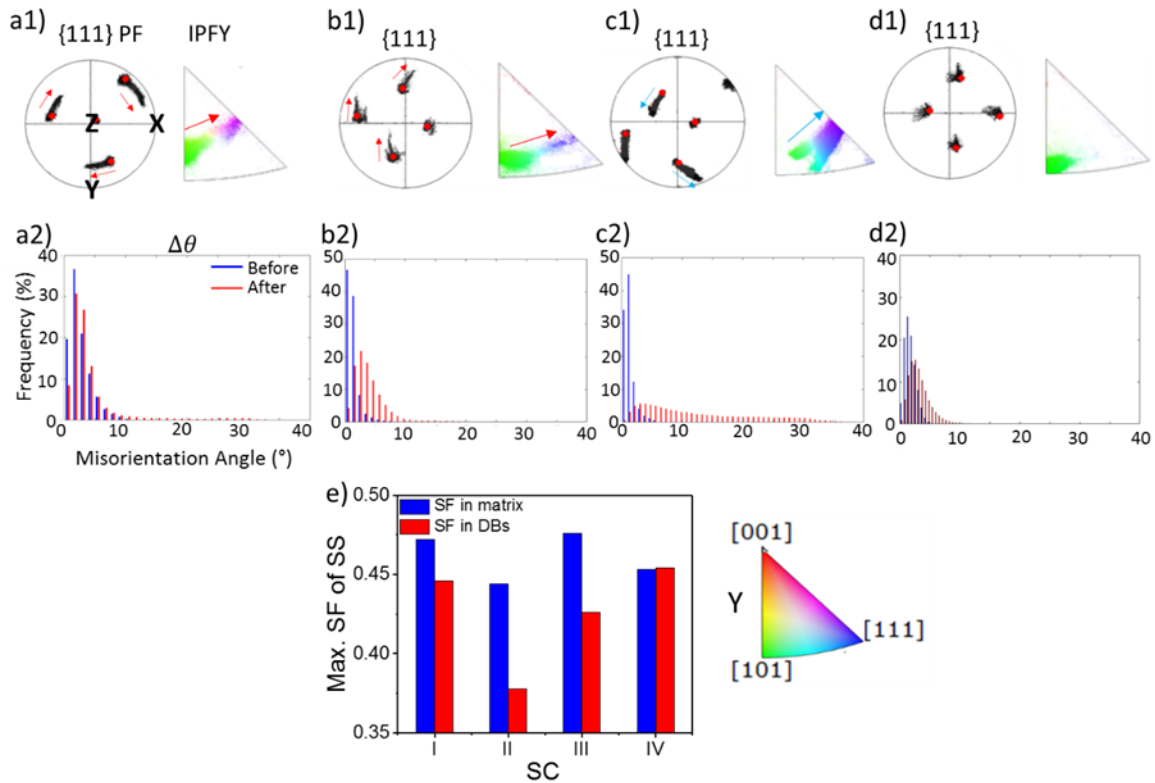 a1) b1) c1) d1)
{111} PF IPFY {111} {111} {111}
Z X
Y
a2) b2) c2) d2)
Δθ
Before
After
Frequency (%)
40
30
20
10
0
0 10 20 30 40
50
40
30
20
10
0
0 10 20 30 40
50
40
30
20
10
0
0 10 20 30 40
40
30
20
10
0
0 10 20 30 40
Misorientation Angle (°)
e)
SF in matrix
SF in DBs
Max. SF of SS
0.50
0.45
0.40
0.35
I II III IV
SC
[001]
Y
[111]
[101]